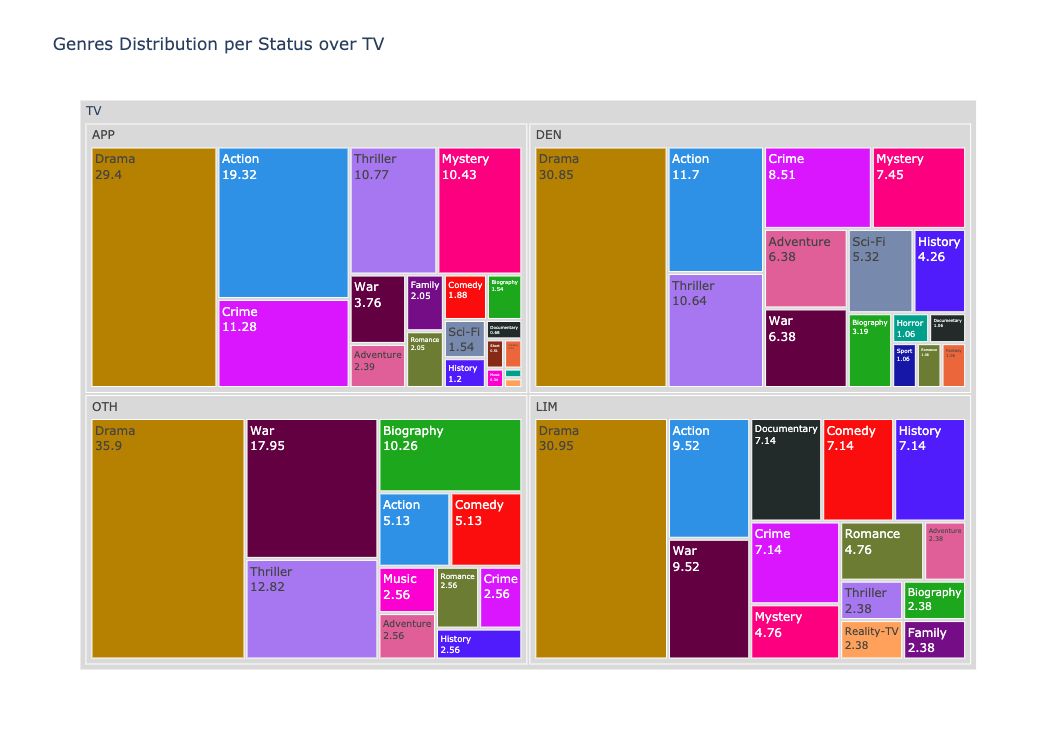 Genres Distribution per Status over TV
TV
APP
Drama
29.4
Action
19.32
Crime
11.28
Thriller
10.77
Mystery
10.43
War
3.76
Adventure
2.39
Family
2.05
Romance
2.05
Comedy
1.88
Biography
1.54
Sci-Fi
1.54
History
1.2
Documentary
0.68
Short
Music
DEN
Drama
30.85
Action
11.7
Thriller
10.64
Crime
8.51
Mystery
7.45
Adventure
6.38
War
6.38
Sci-Fi
5.32
History
4.26
Biography
3.19
Horror
1.06
Documentary
1.06
Sport
1.06
Romance
1.06
Fantasy
1.06
OTH
Drama
35.9
War
17.95
Thriller
12.82
Biography
10.26
Action
5.13
Comedy
5.13
Music
2.56
Adventure
2.56
Romance
2.56
Crime
2.56
History
2.56
LIM
Drama
30.95
Action
9.52
War
9.52
Documentary
7.14
Comedy
7.14
History
7.14
Crime
7.14
Mystery
4.76
Romance
4.76
Adventure
2.38
Thriller
2.38
Biography
2.38
Reality-TV
2.38
Family
2.38